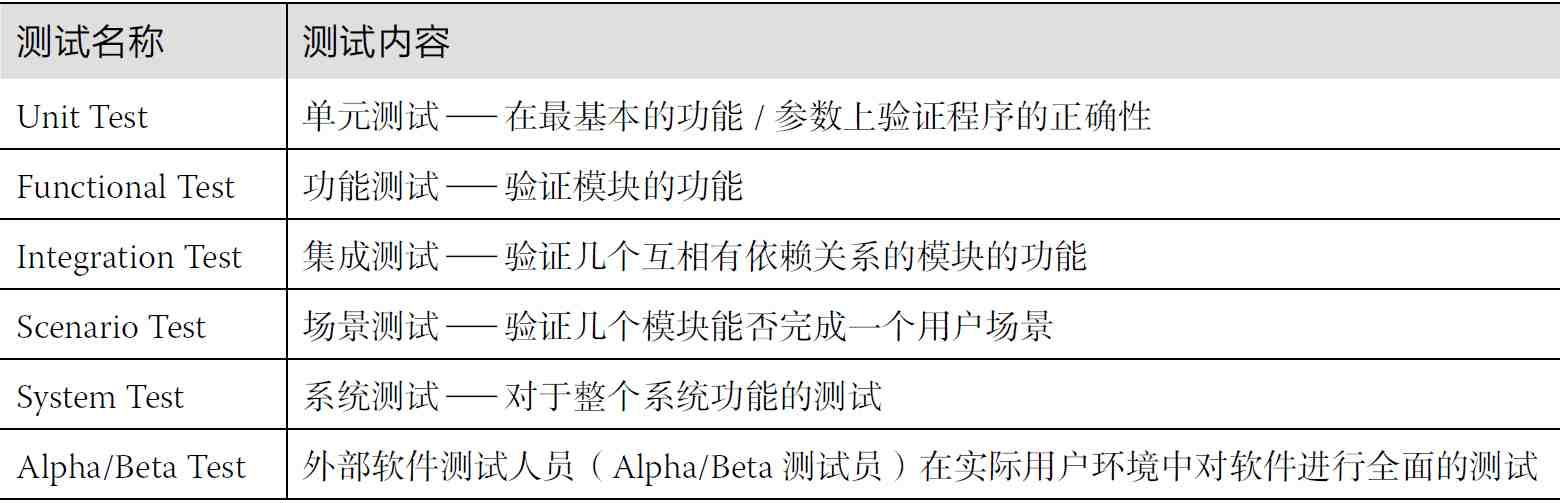 测试名称 测试内容
Unit Test 单元测试——在最基本的功能 / 参数上验证程序的正确性
Functional Test 功能测试——验证模块的功能
Integration Test 集成测试——验证几个互相有依赖关系的模块的功能
Scenario Test 场景测试——验证几个模块能否完成一个用户场景
System Test 系统测试——对于整个系统功能的测试
Alpha/Beta Test 外部软件测试人员（Alpha/Beta 测试员）在实际用户环境中对软件进行全面的测试